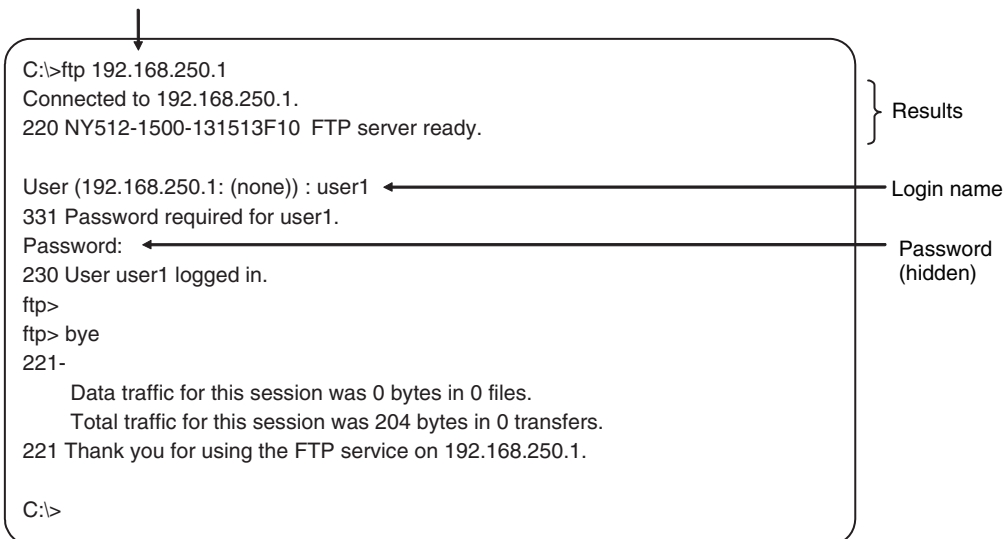 C:\>ftp 192.168.250.1
Connected to 192.168.250.1.
220 NY512-1500-131513F10  FTP server ready.
Results
User (192.168.250.1: (none)) : user1
Login name
331 Password required for user1.
Password:
Password
(hidden)
230 User user1 logged in.
ftp>
ftp> bye
221-
Data traffic for this session was 0 bytes in 0 files.
Total traffic for this session was 204 bytes in 0 transfers.
221 Thank you for using the FTP service on 192.168.250.1.
C:\>